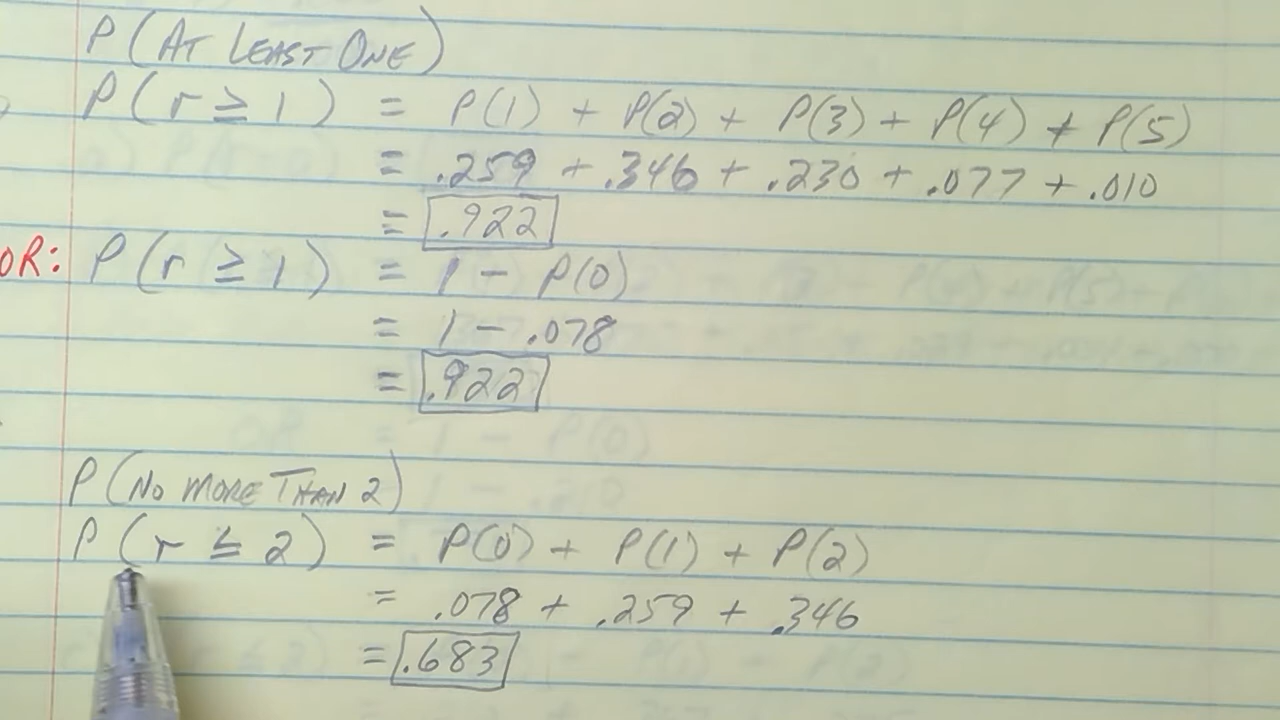 P(AT LEAST ONE)
P(r ≥ 1) = P(1) + P(2) + P(3) + P(4) + P(5)
= .259 + .346 + .230 + .077 + .010
= .922
OR: P(r ≥ 1) = 1 - P(0)
= 1 - .078
= .922
P(NO MORE THAN 2)
P(r ≤ 2) = P(0) + P(1) + P(2)
= .078 + .259 + .346
= .683